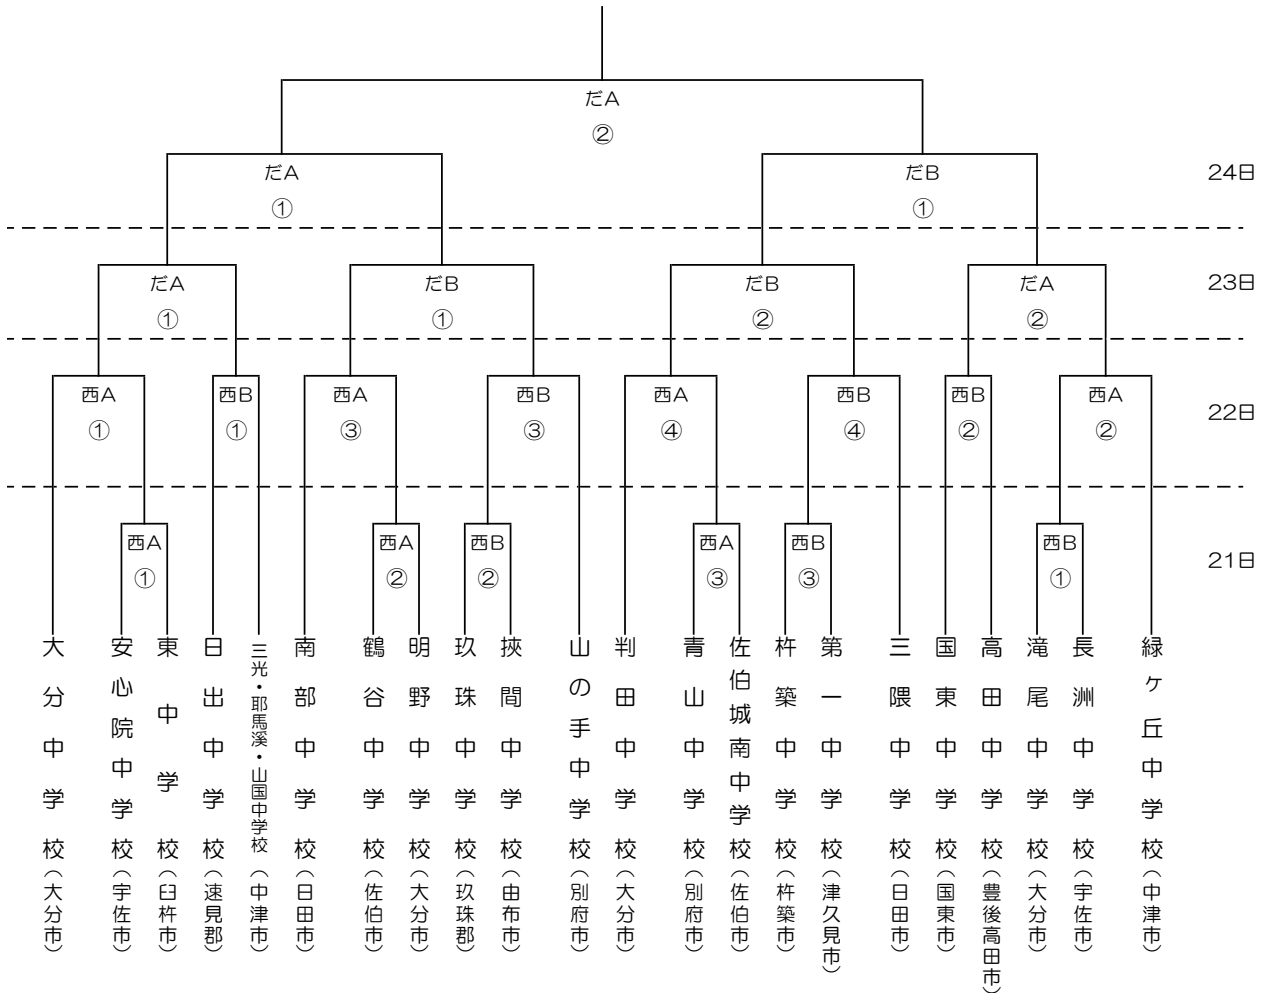 だA
②
だA
だB
24日
①
①
だA
だB
だB
だA
23日
①
①
②
②
西A
西B
西A
西B
西A
西B
西B
西A
22日
①
①
③
③
④
④
②
②
西A
西A
西B
西A
西B
西B
21日
①
②
②
③
③
①
大分中学校（大分市）
安心院中学校（宇佐市）
東中学校（臼杵市）
日出中学校（速見郡）
三光・耶馬溪・山国中学校（中津市）
南部中学校（日田市）
鶴谷中学校（佐伯市）
明野中学校（大分市）
玖珠中学校（玖珠郡）
挾間中学校（由布市）
山の手中学校（別府市）
判田中学校（大分市）
青山中学校（別府市）
佐伯城南中学校（佐伯市）
杵築中学校（杵築市）
第一中学校（津久見市）
三隈中学校（日田市）
国東中学校（国東市）
高田中学校（豊後高田市）
滝尾中学校（大分市）
長洲中学校（宇佐市）
緑ヶ丘中学校（中津市）